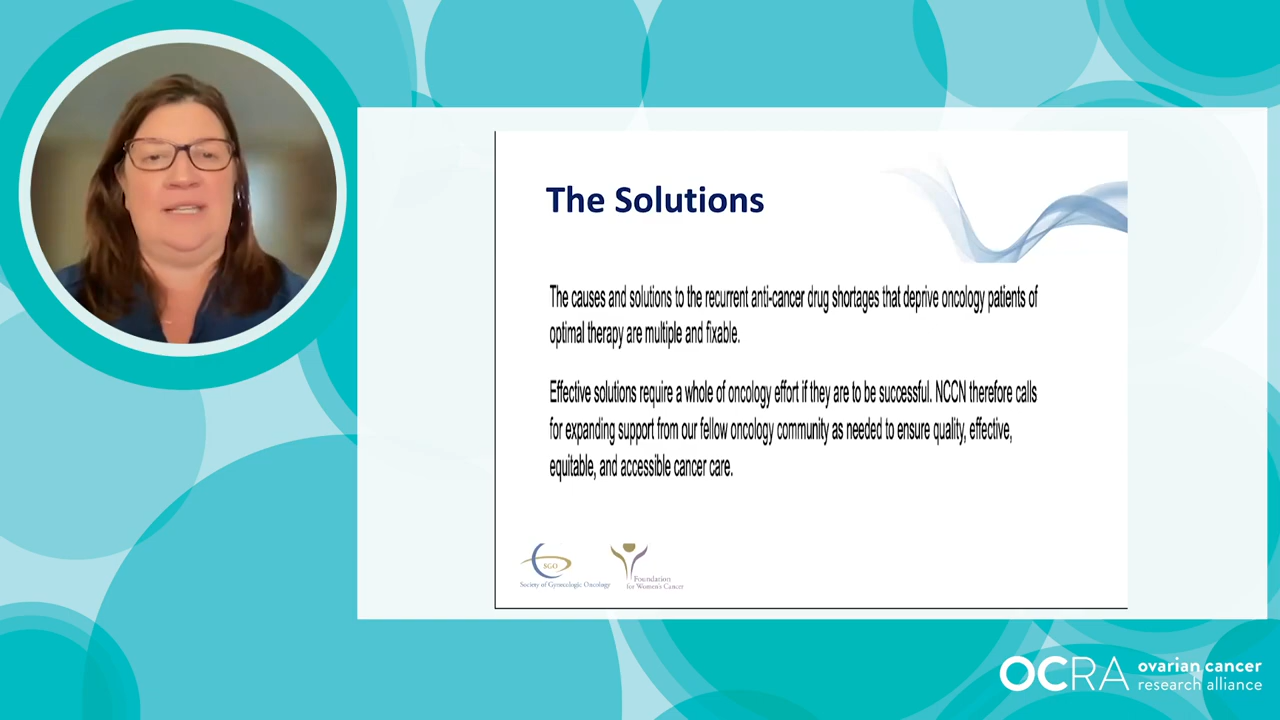 The Solutions
The causes and solutions to the recurrent anti-cancer drug shortages that deprive oncology patients of
optimal therapy are multiple and fixable.
Effective solutions require a whole of oncology effort if they are to be successful. NCCN therefore calls
for expanding support from our fellow oncology community as needed to ensure quality, effective,
equitable, and accessible cancer care.
SGO
Society of Gynecologic Oncology
Foundation
for Women's Cancer
OCRA
ovarian cancer
research alliance